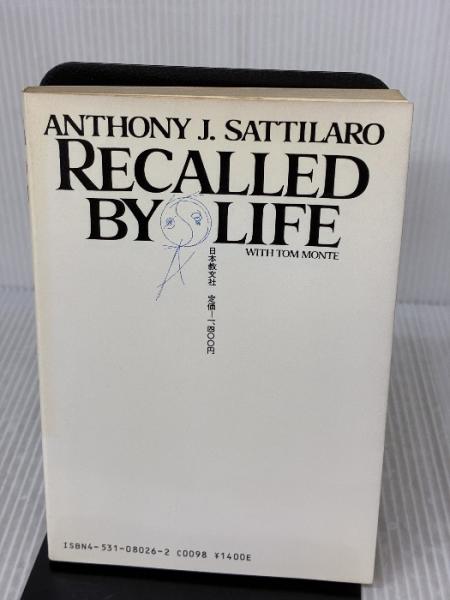 ANTHONY J. SATTILARO
RECALLED
BY LIFE
WITH TOM MONTE
日本教文社 定価—一、四〇〇円
ISBN4-531-08026-2 C0098 ¥1400E